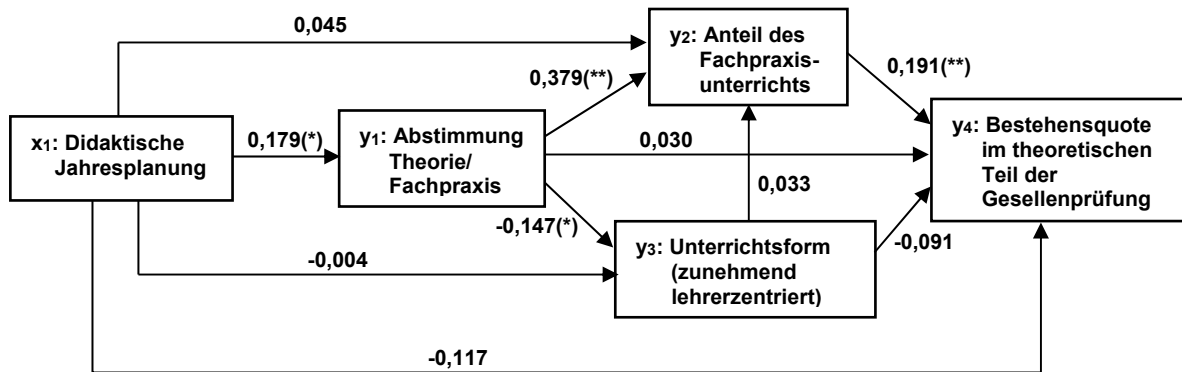 0,045
y2: Anteil des
Fachpraxis-
unterrichts
0,191(**)
0,379(**)
x1: Didaktische
Jahresplanung
0,179(*)
y1: Abstimmung
Theorie/
Fachpraxis
0,030
y4: Bestehensquote
im theoretischen
Teil der
Gesellenprüfung
0,033
-0,147(*)
y3: Unterrichtsform
(zunehmend
lehrerzentriert)
-0,091
-0,004
-0,117